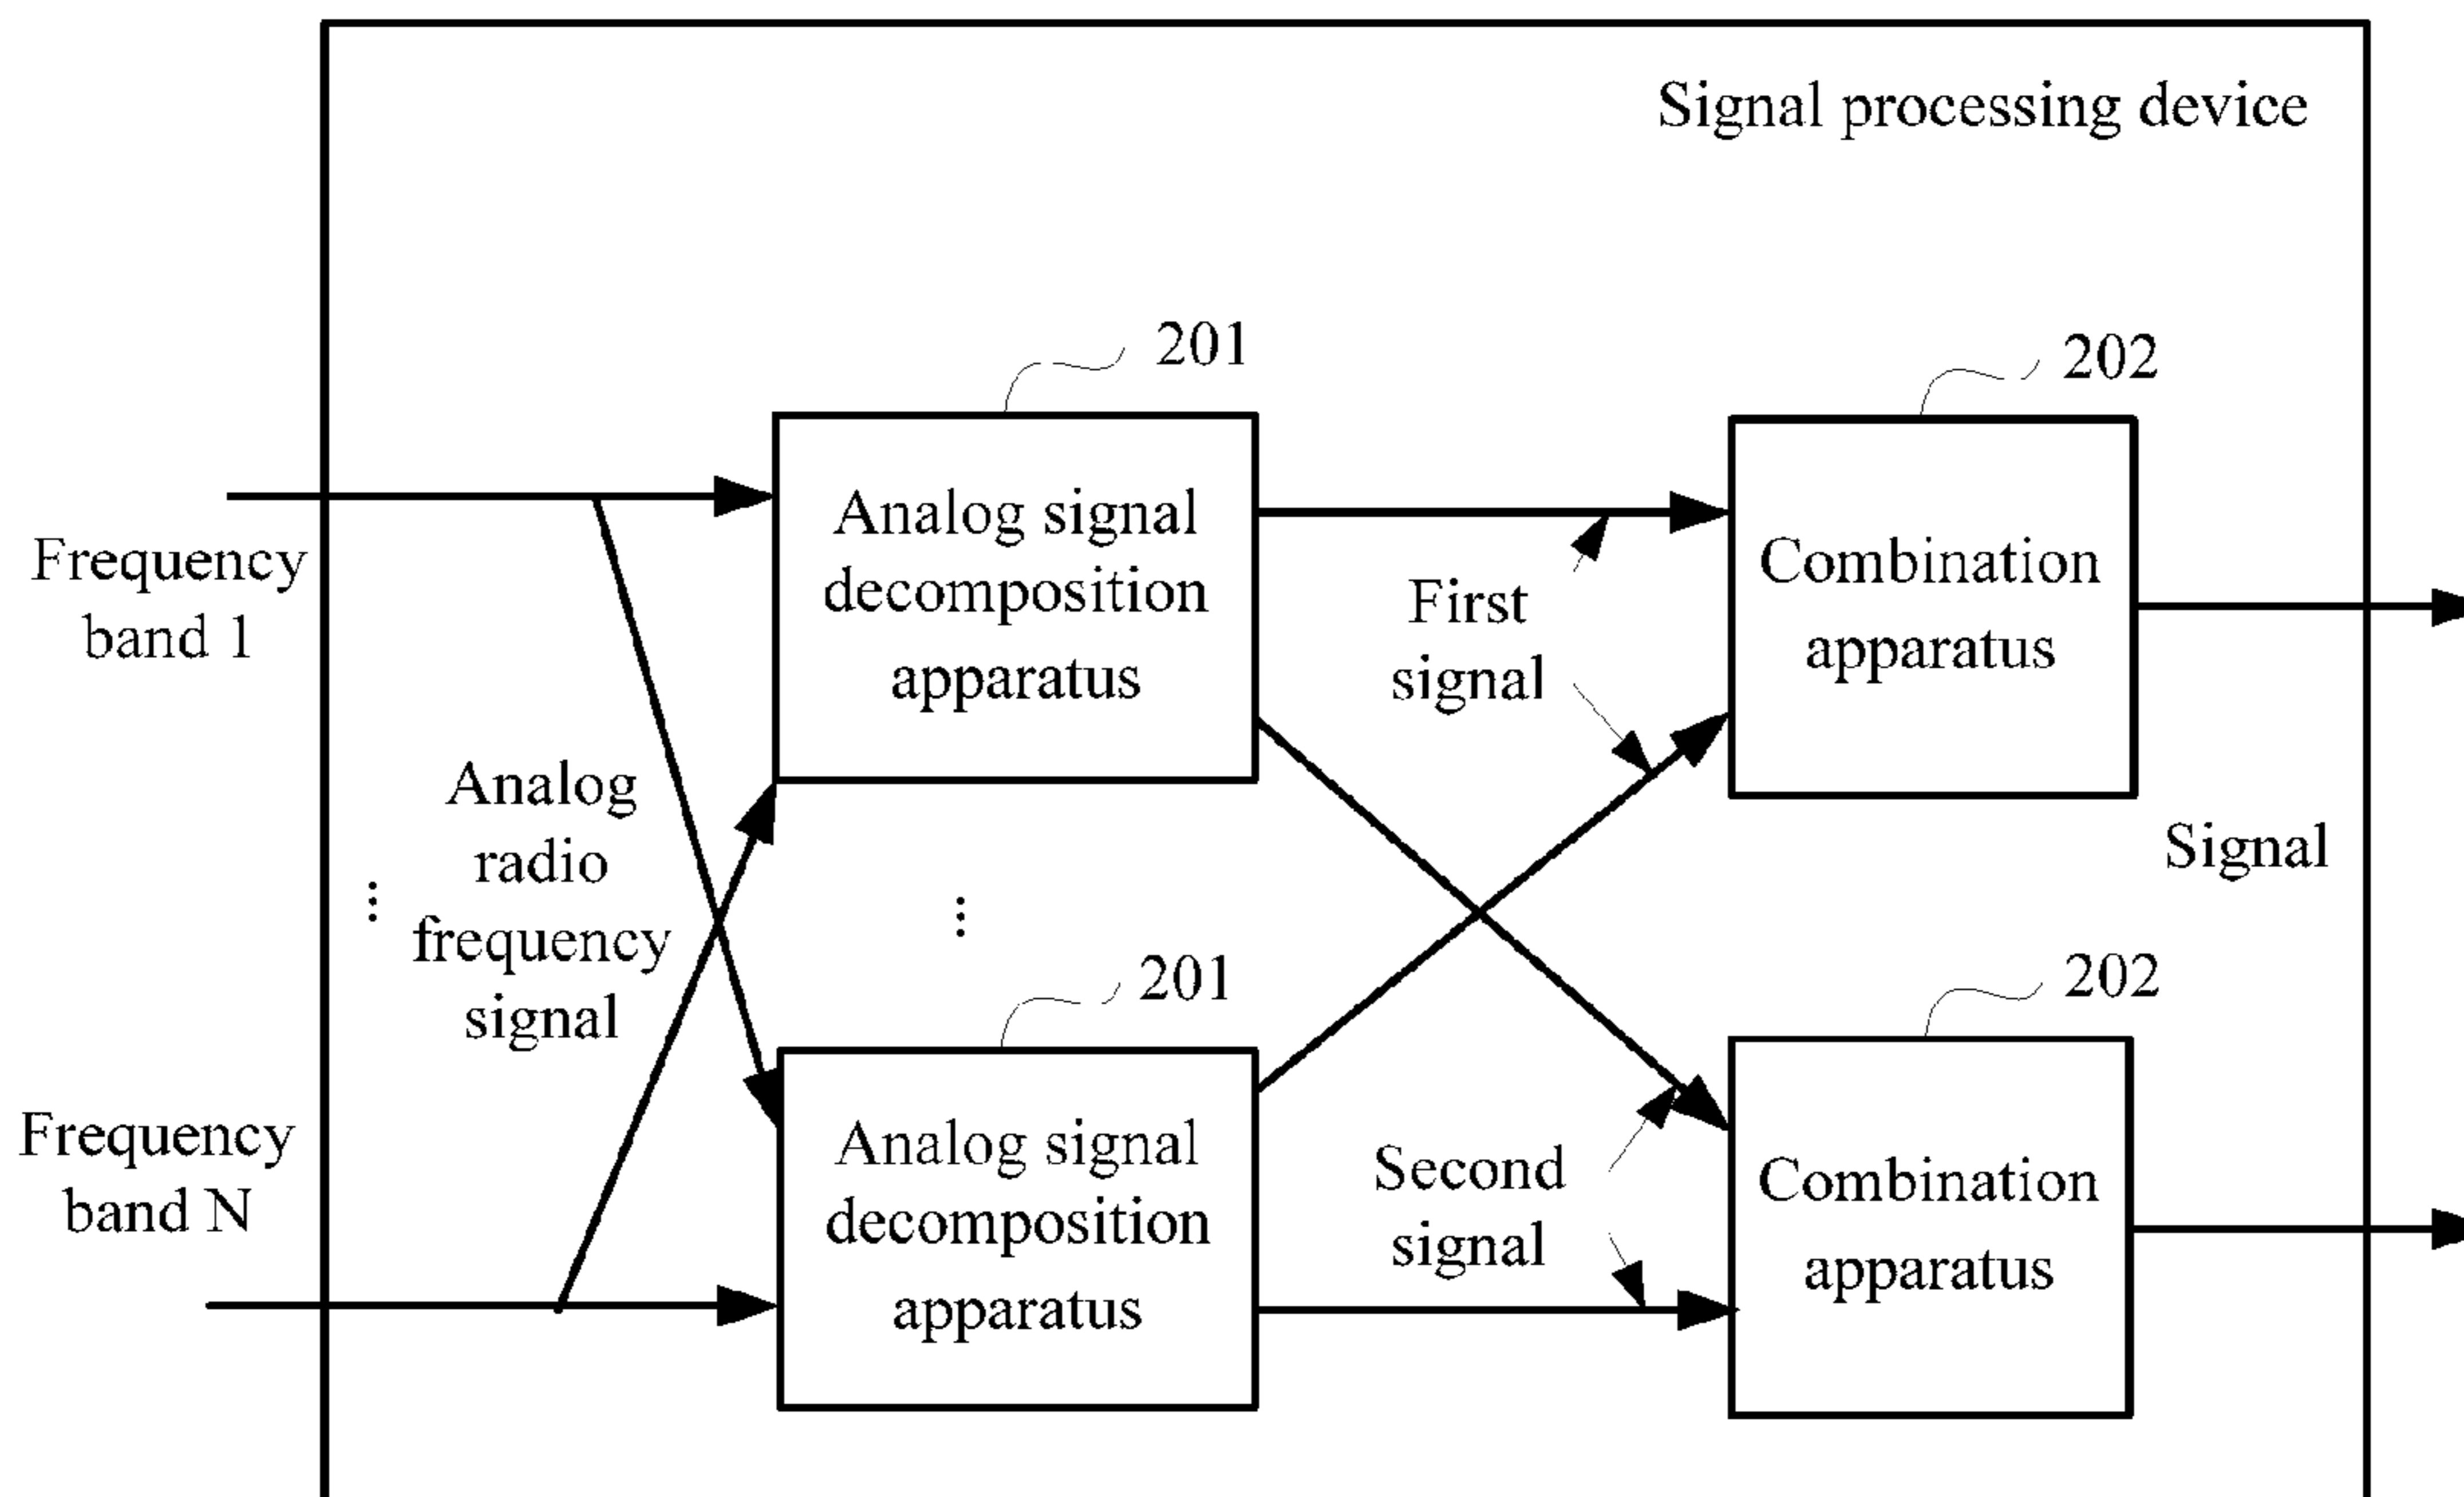 Signal processing device
201
202
Analog signal
decomposition
apparatus
Combination
apparatus
Frequency
band 1
First
signal
Analog
radio
frequency
signal
Signal
201
202
Frequency
band N
Analog signal
decomposition
apparatus
Second
signal
Combination
apparatus